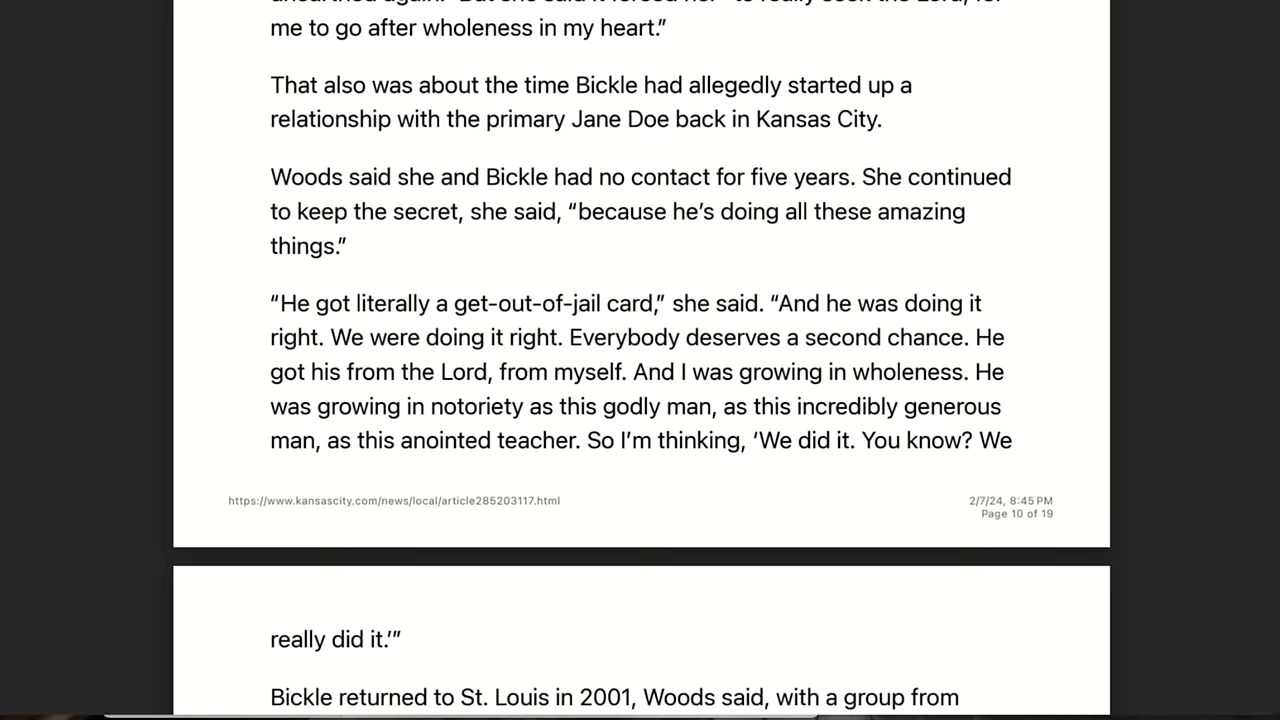 me to go after wholeness in my heart.”
That also was about the time Bickle had allegedly started up a
relationship with the primary Jane Doe back in Kansas City.
Woods said she and Bickle had no contact for five years. She continued
to keep the secret, she said, “because he’s doing all these amazing
things.”
“He got literally a get-out-of-jail card,” she said. “And he was doing it
right. We were doing it right. Everybody deserves a second chance. He
got his from the Lord, from myself. And I was growing in wholeness. He
was growing in notoriety as this godly man, as this incredibly generous
man, as this anointed teacher. So I’m thinking, ‘We did it. You know? We
https://www.kansascity.com/news/local/article285203117.html
2/7/24, 8:45 PM
Page 10 of 19
really did it.’”
Bickle returned to St. Louis in 2001, Woods said, with a group from